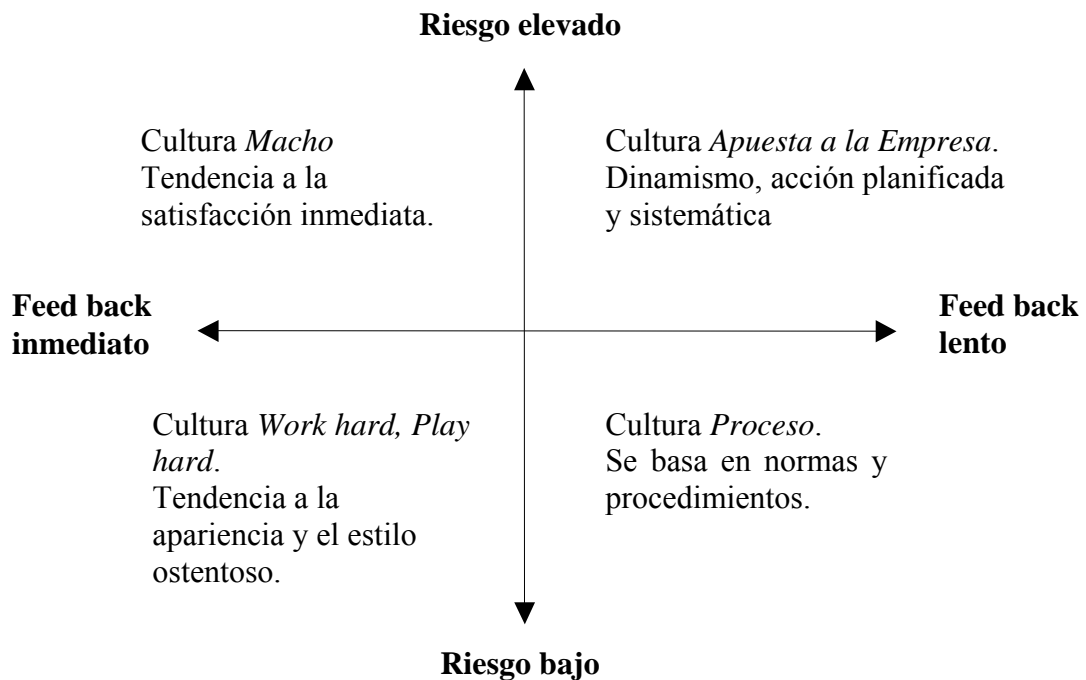 Riesgo elevado
Cultura Macho
Tendencia a la
satisfacción inmediata.
Cultura Apuesta a la Empresa.
Dinamismo, acción planificada
y sistemática
Feed back
inmediato
Feed back
lento
Cultura Work hard, Play
hard.
Tendencia a la
apariencia y el estilo
ostentoso.
Cultura Proceso.
Se basa en normas y
procedimientos.
Riesgo bajo